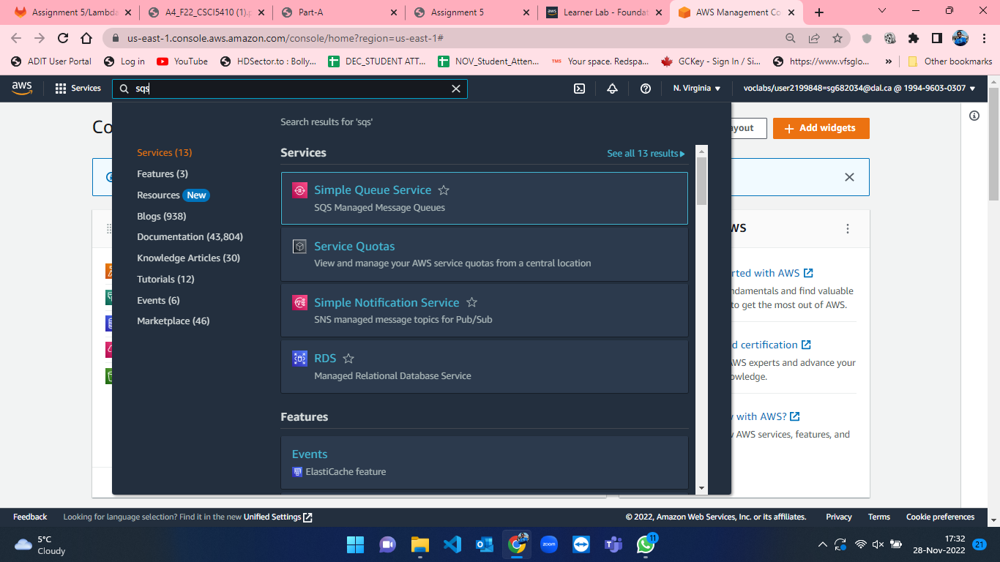 Assignment 5/Lambda
A4_F22_CSCI5410 (1).p
Part-A
Assignment 5
Learner Lab - Foundat
AWS Management Co
us-east-1.console.aws.amazon.com/console/home?region=us-east-1#
ADIT User Portal
Log in
YouTube
HDSector.to : Bolly...
DEC_STUDENT ATT...
NOV_Student_Atten...
TMS
Your space. Redspa...
GCKey - Sign In / Si...
https://www.vfsglo...
»
Other bookmarks
aws
Services
sqs
N. Virginia
voclabs/user2199848=sg682034@dal.ca @ 1994-9603-0307
Co
ayout
+ Add widgets
Search results for 'sqs'
Services (13)
Features (3)
Resources New
Blogs (938)
Documentation (43,804)
Knowledge Articles (30)
Tutorials (12)
Events (6)
Marketplace (46)
Services
See all 13 results
Simple Queue Service
SQS Managed Message Queues
Service Quotas
View and manage your AWS service quotas from a central location
Simple Notification Service
SNS managed message topics for Pub/Sub
RDS
Managed Relational Database Service
Features
Events
ElastiCache feature
WS
rted with AWS
ndamentals and find valuable
to get the most out of AWS.
d certification
WS experts and advance your
owledge.
with AWS?
AWS services, features, and
Feedback
Looking for language selection? Find it in the new Unified Settings
© 2022, Amazon Web Services, Inc. or its affiliates.
Privacy
Terms
Cookie preferences
5°C
Cloudy
zoom
11
17:32
28-Nov-2022
21